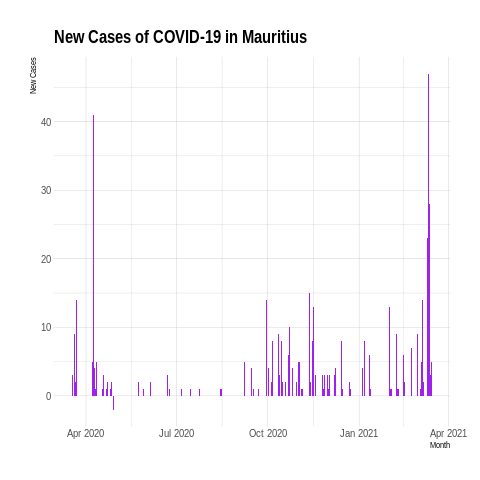 New Cases of COVID-19 in Mauritius
New Cases
40
30
20
10
0
Apr 2020 Jul 2020 Oct 2020 Jan 2021 Apr 2021
Month